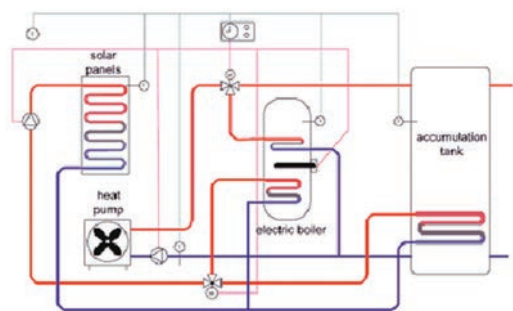 solar
panels
accumulation
tank
heat
pump
electric boiler